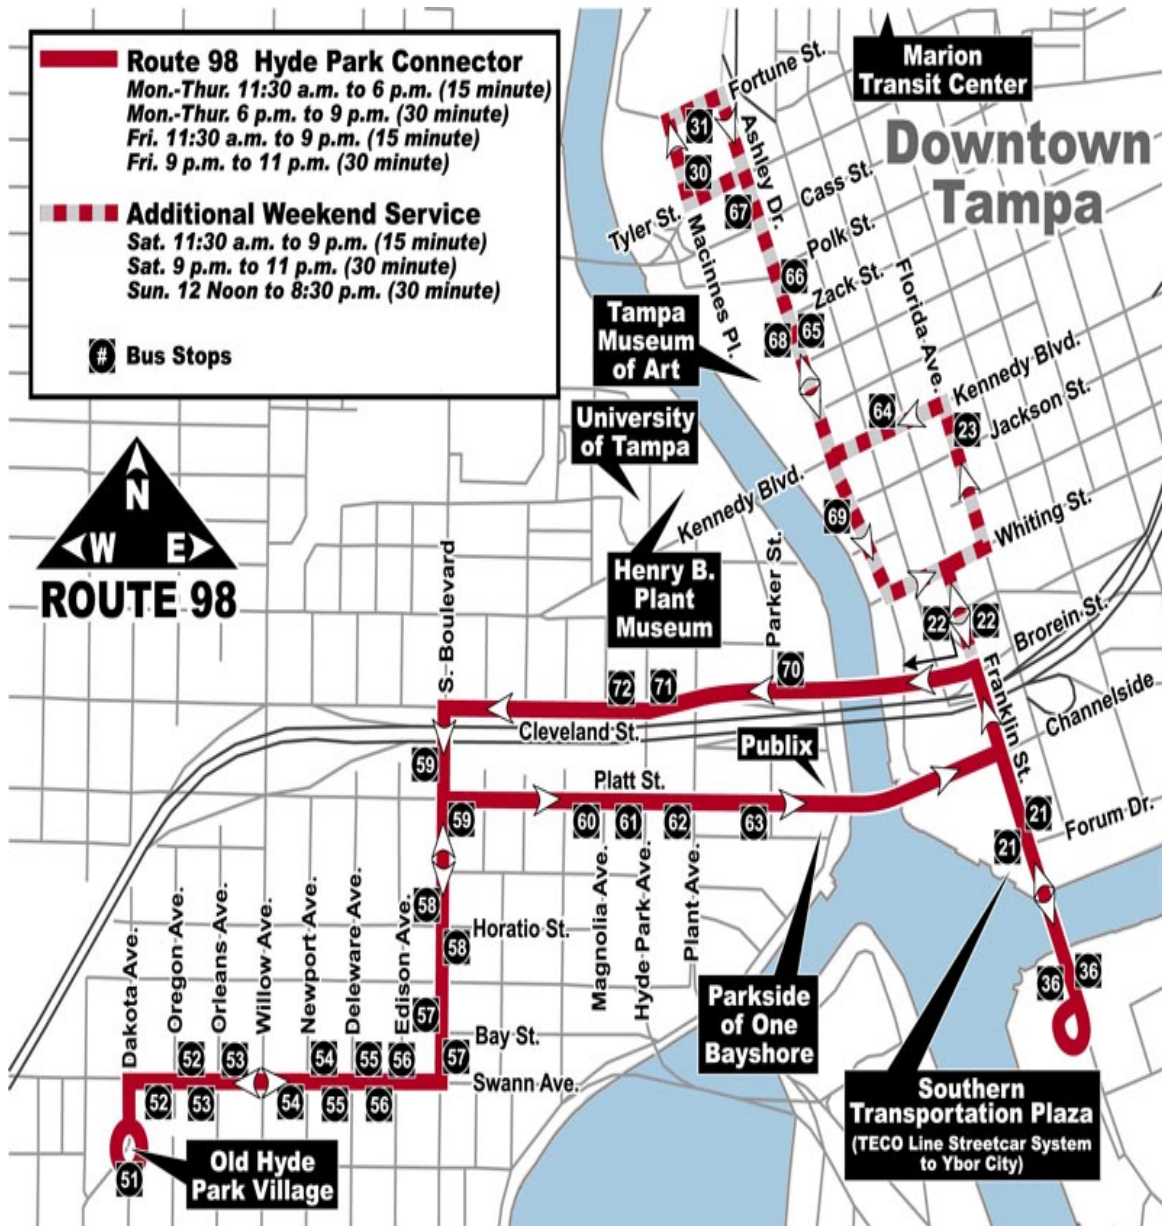 Route 98  Hyde Park Connector
Mon.-Thur. 11:30 a.m. to 6 p.m. (15 minute)
Mon.-Thur. 6 p.m. to 9 p.m. (30 minute)
Fri. 11:30 a.m. to 9 p.m. (15 minute)
Fri. 9 p.m. to 11 p.m. (30 minute)
Additional Weekend Service
Sat. 11:30 a.m. to 9 p.m. (15 minute)
Sat. 9 p.m. to 11 p.m. (30 minute)
Sun. 12 Noon to 8:30 p.m. (30 minute)
# Bus Stops
N
W E
ROUTE 98
Marion
Transit Center
Downtown
Tampa
Fortune St.
Ashley Dr.
Cass St.
Tyler St.
Macinnes Pl.
Polk St.
Zack St.
Florida Ave.
Kennedy Blvd.
Jackson St.
Whiting St.
Brorein St.
Channelside
Franklin St.
Forum Dr.
31
30
67
66
65
68
64
23
69
22
22
Tampa
Museum
of Art
University
of Tampa
Kennedy Blvd.
Henry B.
Plant
Museum
Parker St.
S. Boulevard
70
71
72
Cleveland St.
Publix
59
Platt St.
59
60
61
62
63
21
21
58
58
Horatio St.
57
57
Bay St.
Swann Ave.
Magnolia Ave.
Hyde Park Ave.
Plant Ave.
Dakota Ave.
Oregon Ave.
Orleans Ave.
Willow Ave.
Newport Ave.
Deleware Ave.
Edison Ave.
52
53
54
55
56
52
53
54
55
56
51
Old Hyde
Park Village
Parkside
of One
Bayshore
36
36
Southern
Transportation Plaza
(TECO Line Streetcar System
to Ybor City)